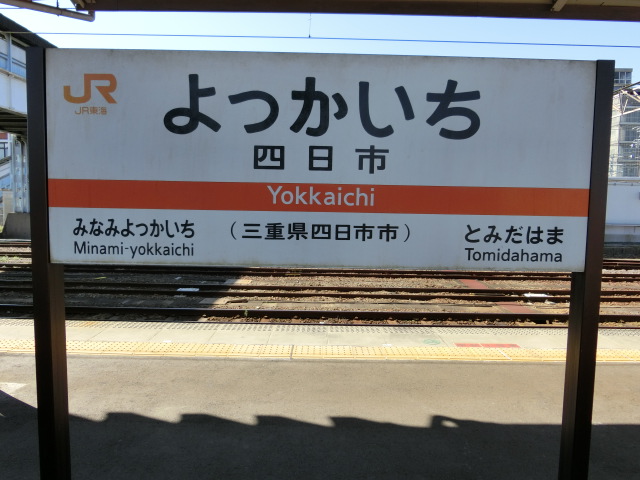 JR
JR東海
よっかいち
四日市
Yokkaichi
みなみよっかいち
Minami-yokkaichi
（三重県四日市市）
とみだはま
Tomidahama